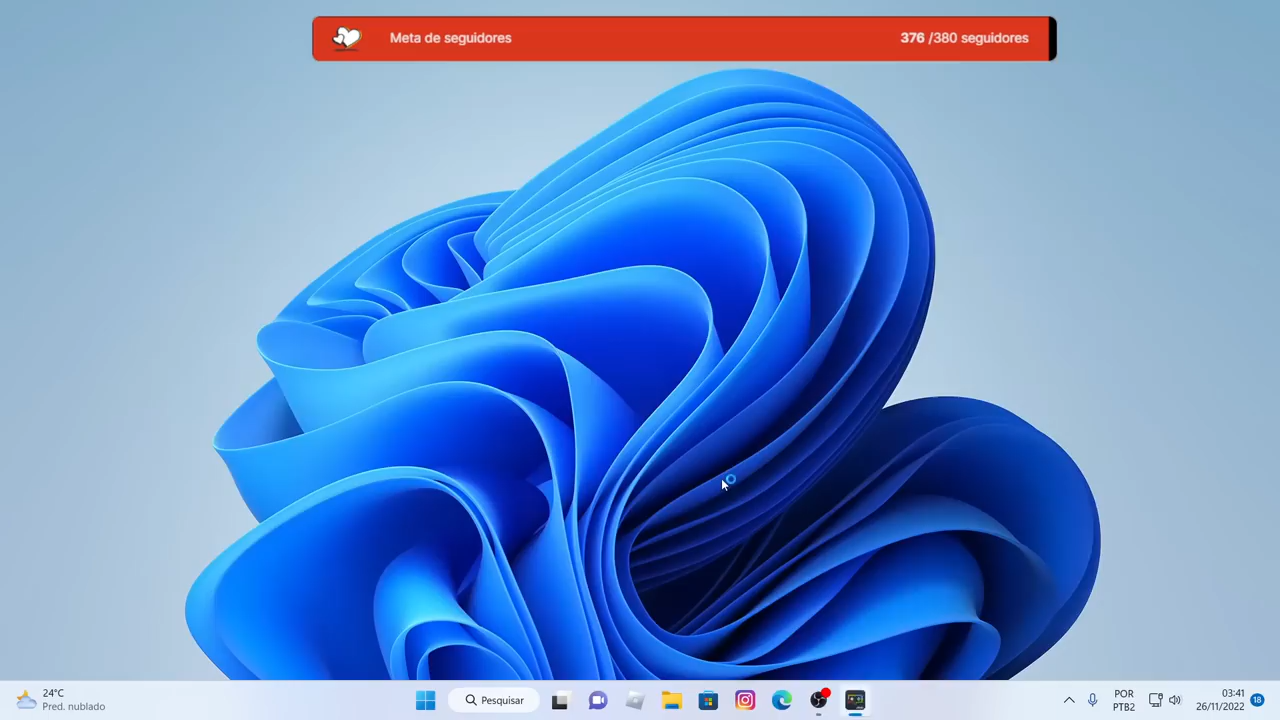 Meta de seguidores
376 /380 seguidores
24°C
Pred. nublado
Pesquisar
POR
PTB2
03:41
26/11/2022
18